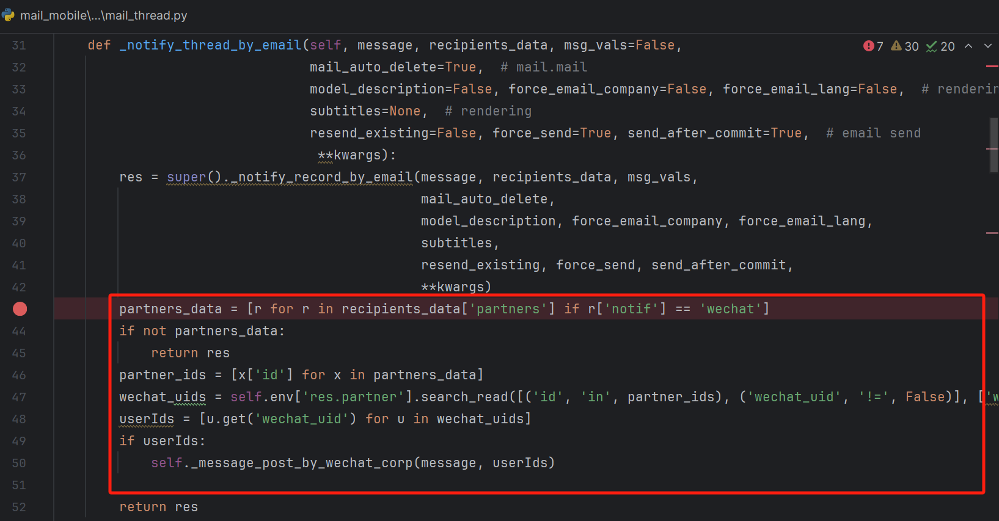 mail_mobile\...\mail_thread.py
31 def _notify_thread_by_email(self, message, recipients_data, msg_vals=False,
7 30 20
32 mail_auto_delete=True, # mail.mail
33 model_description=False, force_email_company=False, force_email_lang=False, #
34 subtitles=None, # rendering
35 resend_existing=False, force_send=True, send_after_commit=True, # email send
36 **kwargs):
37 res = super()._notify_record_by_email(message, recipients_data, msg_vals,
38 mail_auto_delete,
39 model_description, force_email_company, force_email_lang,
40 subtitles,
41 resend_existing, force_send, send_after_commit,
42 **kwargs)
partners_data = [r for r in recipients_data['partners'] if r['notif'] == 'wechat']
44 if not partners_data:
45 return res
46 partner_ids = [x['id'] for x in partners_data]
47 wechat_uids = self.env['res.partner'].search_read([('id', 'in', partner_ids), ('wechat_uid', '!=', False)], ['w
48 userIds = [u.get('wechat_uid') for u in wechat_uids]
49 if userIds:
50 self._message_post_by_wechat_corp(message, userIds)
51
52 return res